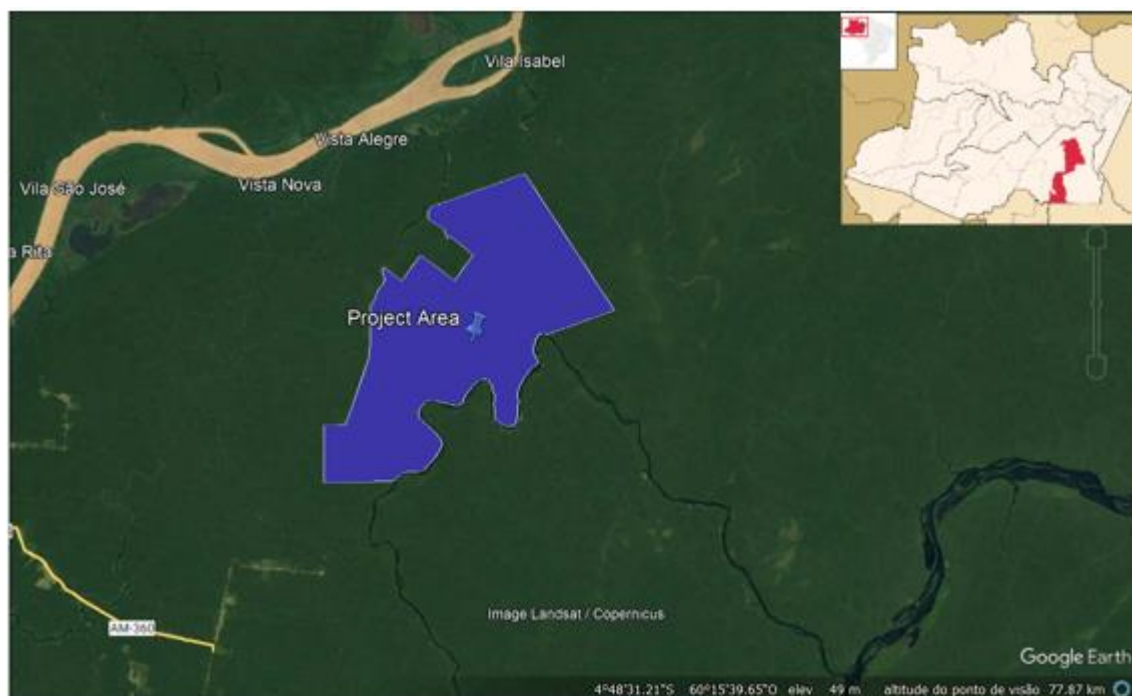 Vila Isabel
Vista Alegre
Vila São José
Vista Nova
a Rita
Project Area
AM-360
Image Landsat / Copernicus
Google Earth
4°48'31.21"S 60°15'39.65"O elev 49 m altitude do ponto de visão 77.87 km